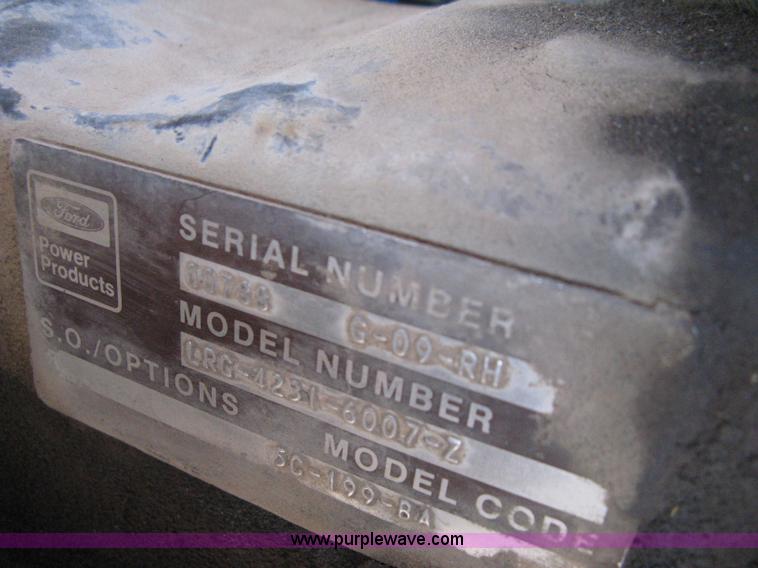 Ford
Power
Products
SERIAL NUMBER
G-09-RH
MODEL NUMBER
LRG-4231-6007-Z
S.O./OPTIONS
MODEL CODE
6C-199-BA
www.purplewave.com